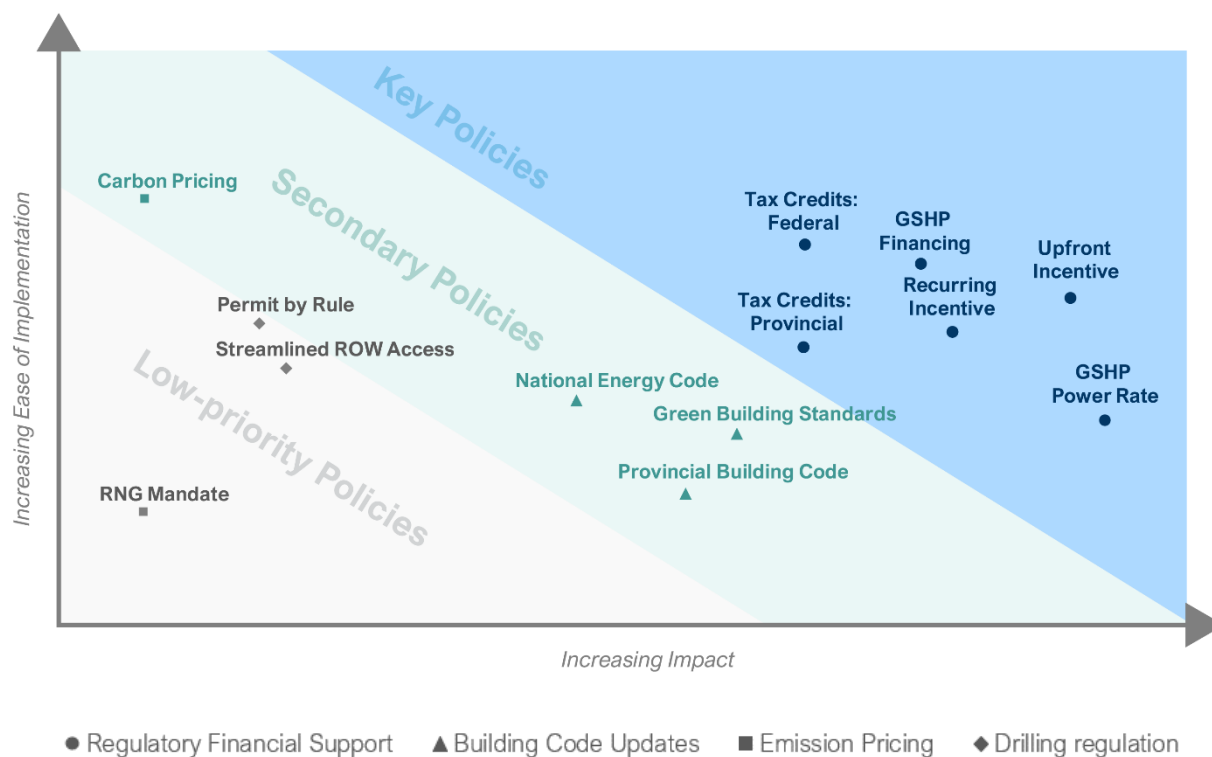 Key Policies
Secondary Policies
Low-priority Policies
Carbon Pricing
Tax Credits:
Federal
GSHP
Financing
Upfront
Incentive
Recurring
Incentive
Tax Credits:
Provincial
Permit by Rule
Streamlined ROW Access
National Energy Code
GSHP
Power Rate
Green Building Standards
Provincial Building Code
RNG Mandate
Increasing Ease of Implementation
Increasing Impact
Regulatory Financial Support
Building Code Updates
Emission Pricing
Drilling regulation